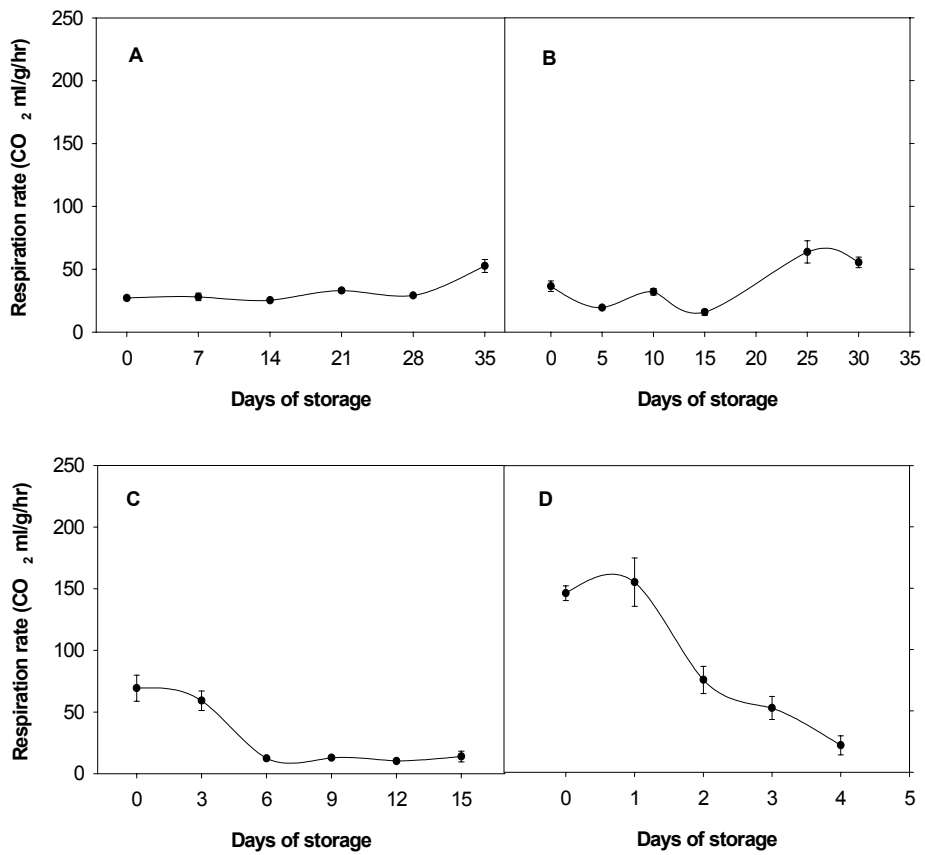 A
B
250
200
150
100
50
0
Respiration rate (CO 2 ml/g/hr)
0 7 14 21 28 35
0 5 10 15 20 25 30 35
Days of storage
Days of storage
C
D
250
200
150
100
50
0
Respiration rate (CO 2 ml/g/hr)
0 3 6 9 12 15
0 1 2 3 4 5
Days of storage
Days of storage